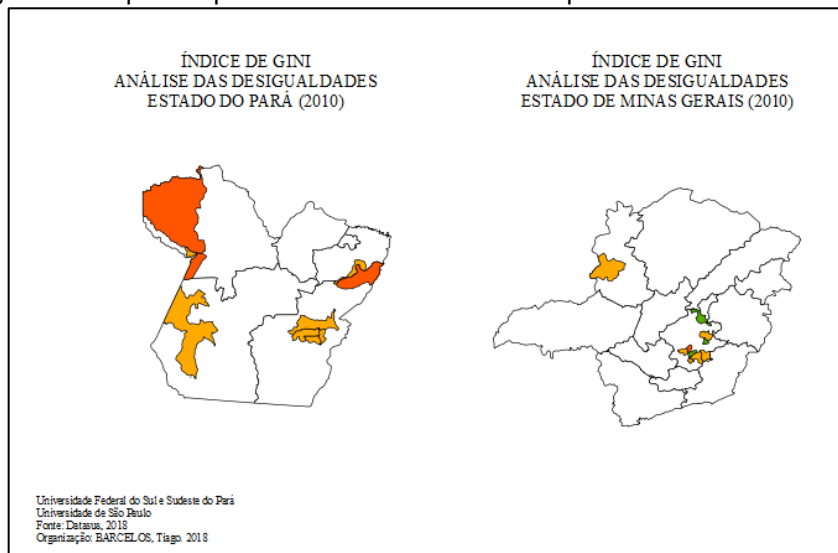 ÍNDICE DE GINI
ANÁLISE DAS DESIGUALDADES
ESTADO DO PARÁ (2010)
ÍNDICE DE GINI
ANÁLISE DAS DESIGUALDADES
ESTADO DE MINAS GERAIS (2010)
Universidade Federal do Sul e Sudeste do Pará
Universidade de São Paulo
Fonte: Datasus, 2018
Organização: BARCELOS, Tiago. 2018